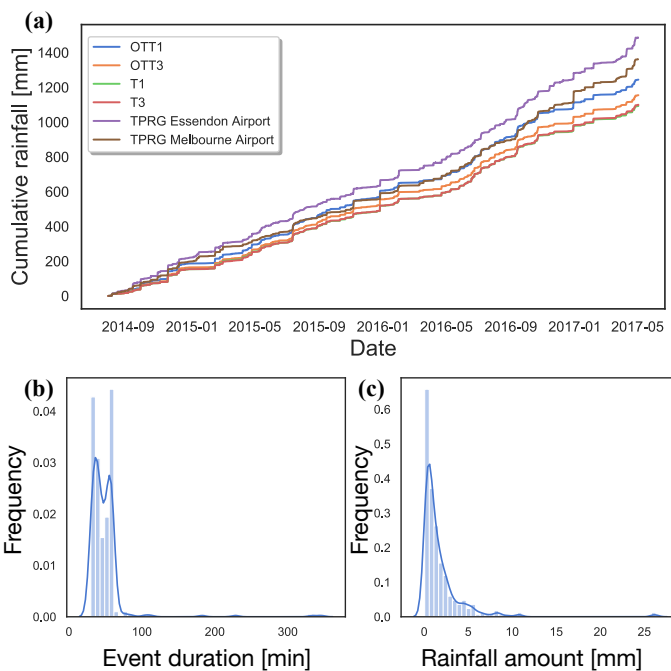 (a)
Cumulative rainfall [mm]
1400
1200
1000
800
600
400
200
0
OTT1
OTT3
T1
T3
TPRG Essendon Airport
TPRG Melbourne Airport
2014-09 2015-01 2015-05 2015-09 2016-01 2016-05 2016-09 2017-01 2017-05
Date
(b)
Frequency
0.04
0.03
0.02
0.01
0.00
0 100 200 300
Event duration [min]
(c)
Frequency
0.6
0.5
0.4
0.3
0.2
0.1
0.0
0 5 10 15 20 25
Rainfall amount [mm]